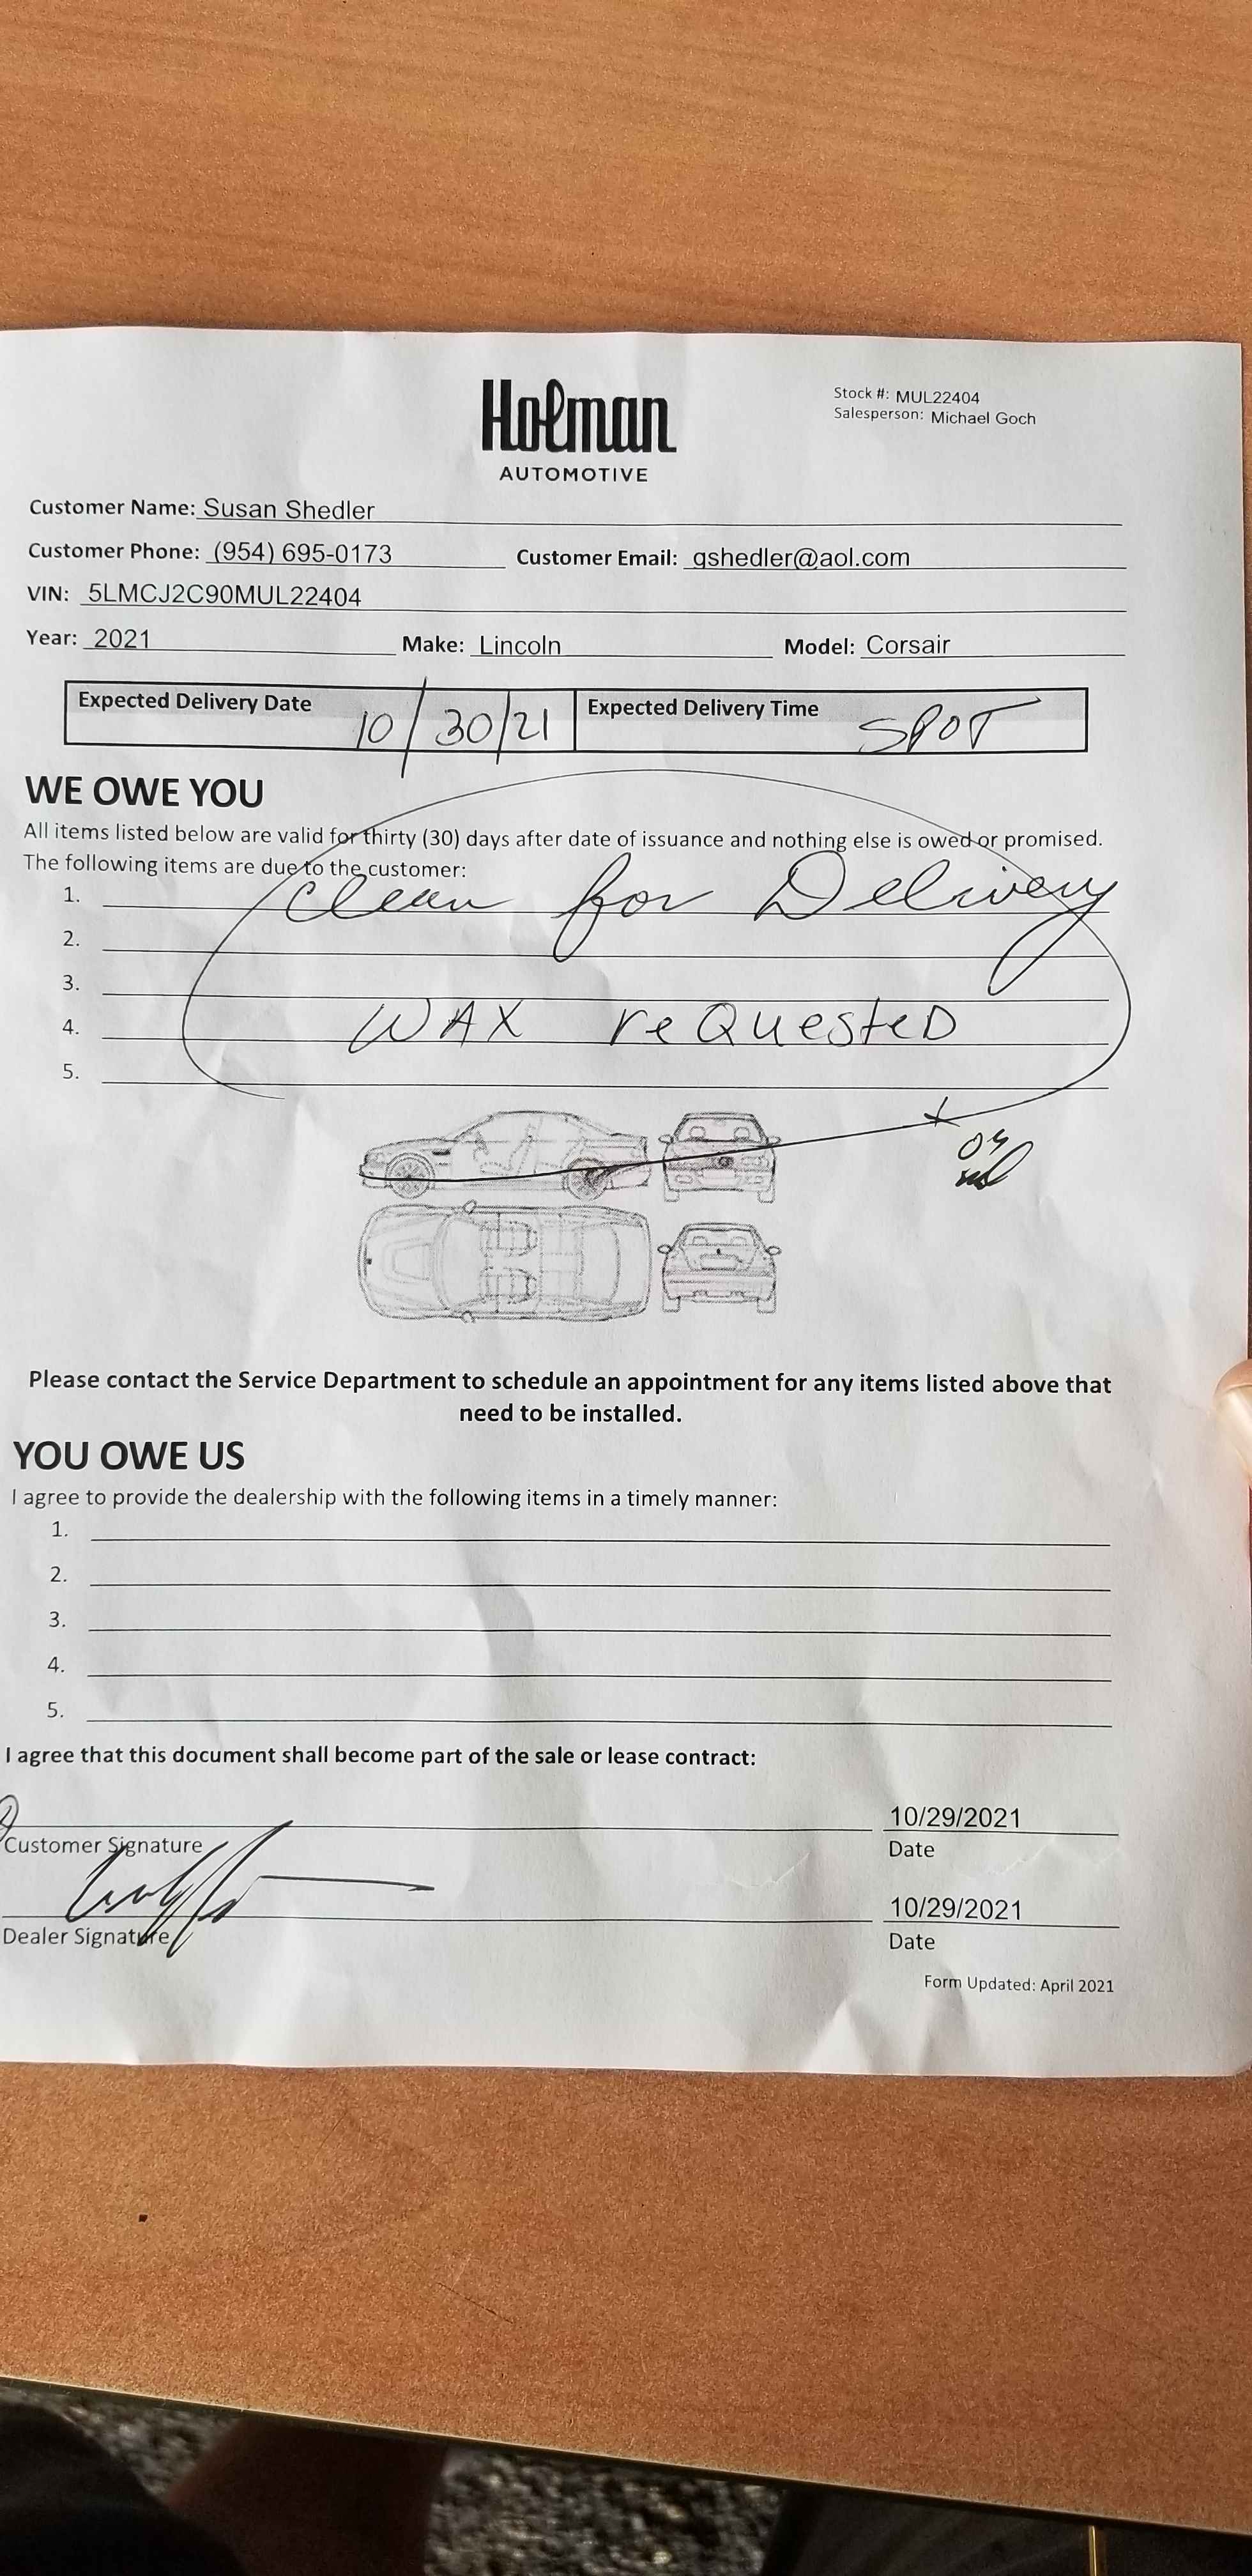 Holman
AUTOMOTIVE
Stock #: MUL22404
Salesperson: Michael Goch
Customer Name: Susan Shedler
Customer Phone: (954) 695-0173 Customer Email: gshedler@aol.com
VIN: 5LMCJ2C90MUL22404
Year: 2021 Make: Lincoln Model: Corsair
Expected Delivery Date 10/30/21 Expected Delivery Time SPOT
WE OWE YOU
All items listed below are valid for thirty (30) days after date of issuance and nothing else is owed or promised.
The following items are due to the customer:
1. Clean for Delivery
2.
3.
4. WAX reQuesteD
5.
Please contact the Service Department to schedule an appointment for any items listed above that
need to be installed.
YOU OWE US
I agree to provide the dealership with the following items in a timely manner:
1.
2.
3.
4.
5.
I agree that this document shall become part of the sale or lease contract:
10/29/2021
Customer Signature Date
10/29/2021
Dealer Signature Date
Form Updated: April 2021